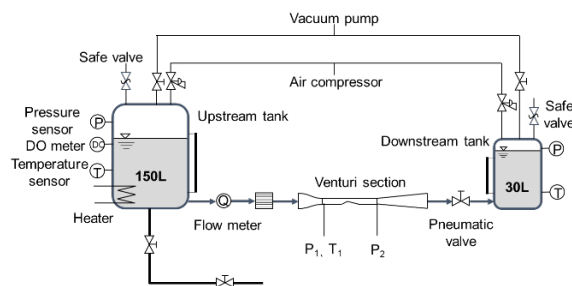 Vacuum pump
Safe valve
Air compressor
Safe
valve
Pressure
sensor
P
Upstream tank
DO meter
DO
Downstream tank
P
Temperature
sensor
T
150L
Venturi section
30L
T
Heater
Q
Flow meter
Pneumatic
valve
P₁、T₁
P₂